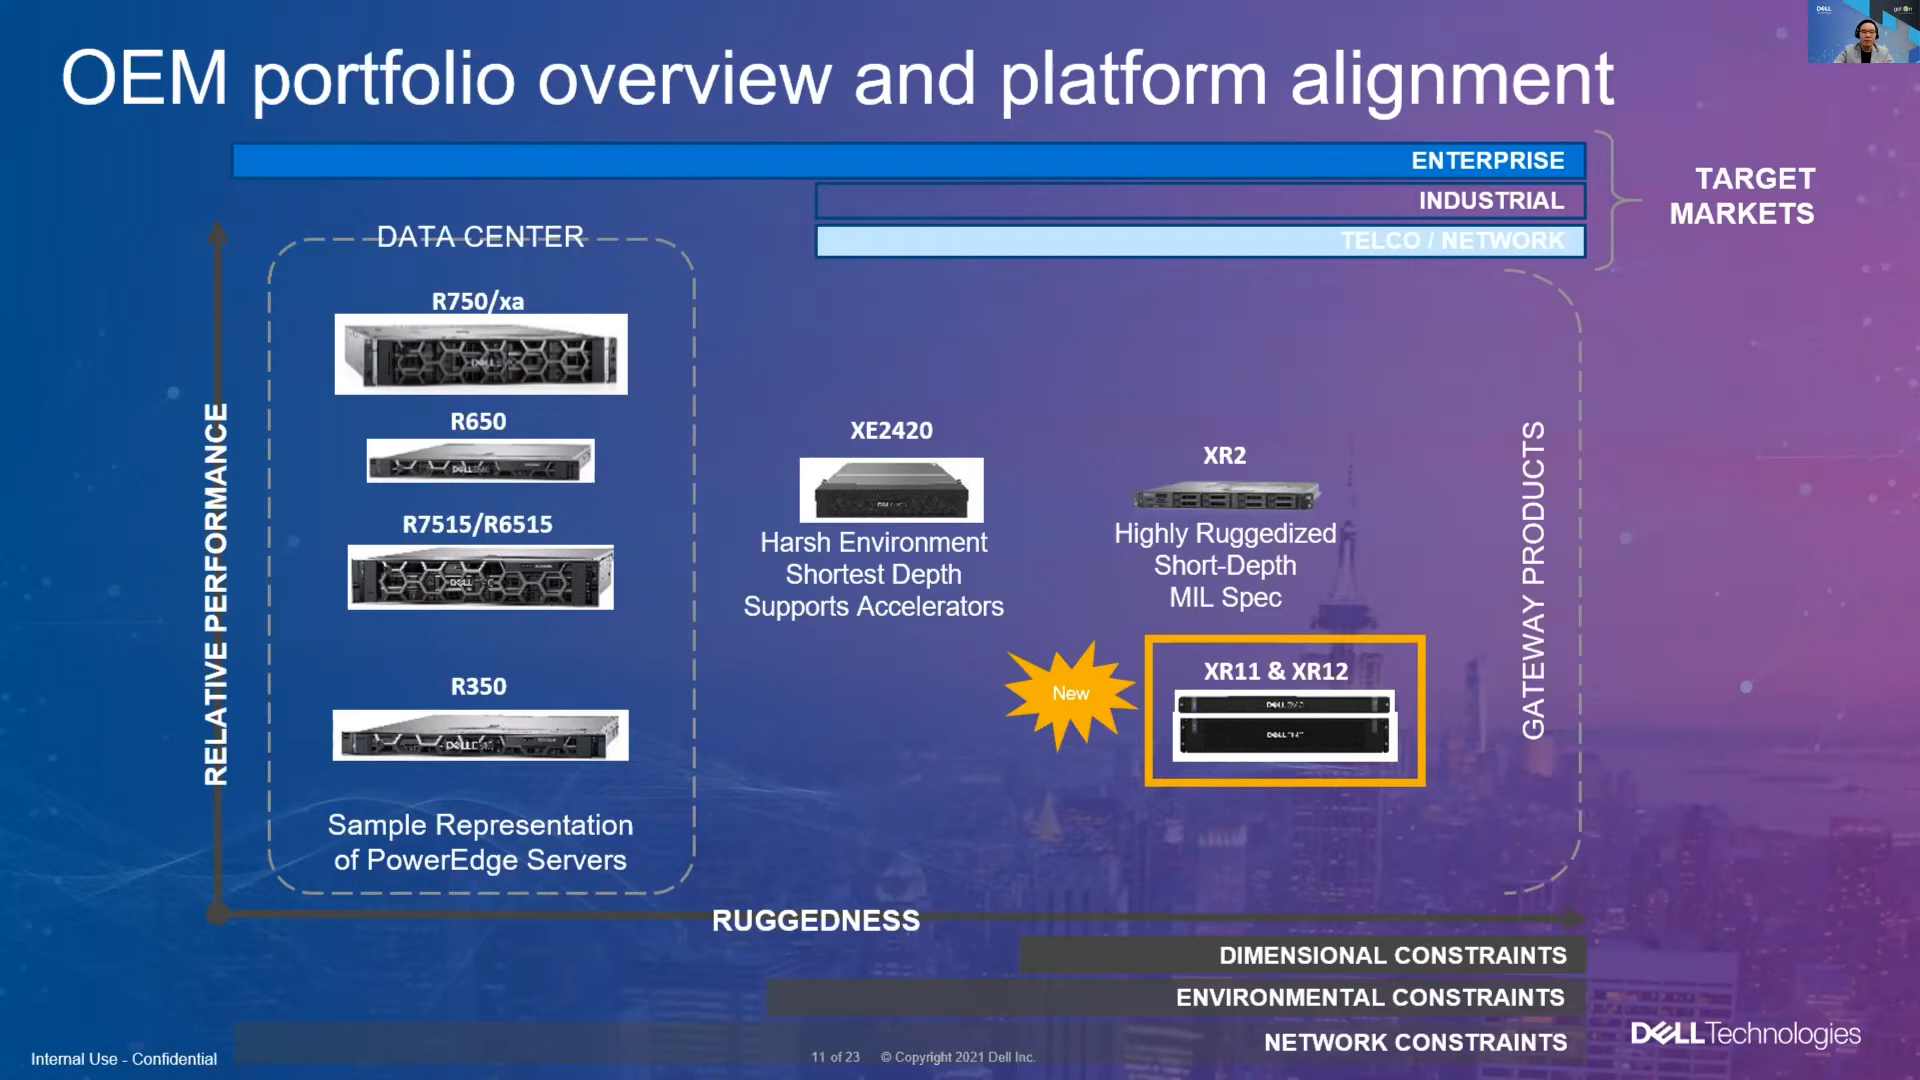 OEM portfolio overview and platform alignment
ENTERPRISE
INDUSTRIAL
TELCO / NETWORK
TARGET
MARKETS
DATA CENTER
R750/xa
R650
R7515/R6515
R350
Sample Representation
of PowerEdge Servers
RELATIVE PERFORMANCE
XE2420
Harsh Environment
Shortest Depth
Supports Accelerators
XR2
Highly Ruggedized
Short-Depth
MIL Spec
New
XR11 & XR12
GATEWAY PRODUCTS
RUGGEDNESS
DIMENSIONAL CONSTRAINTS
ENVIRONMENTAL CONSTRAINTS
NETWORK CONSTRAINTS
Internal Use - Confidential
11 of 23 © Copyright 2021 Dell Inc.
DELL Technologies